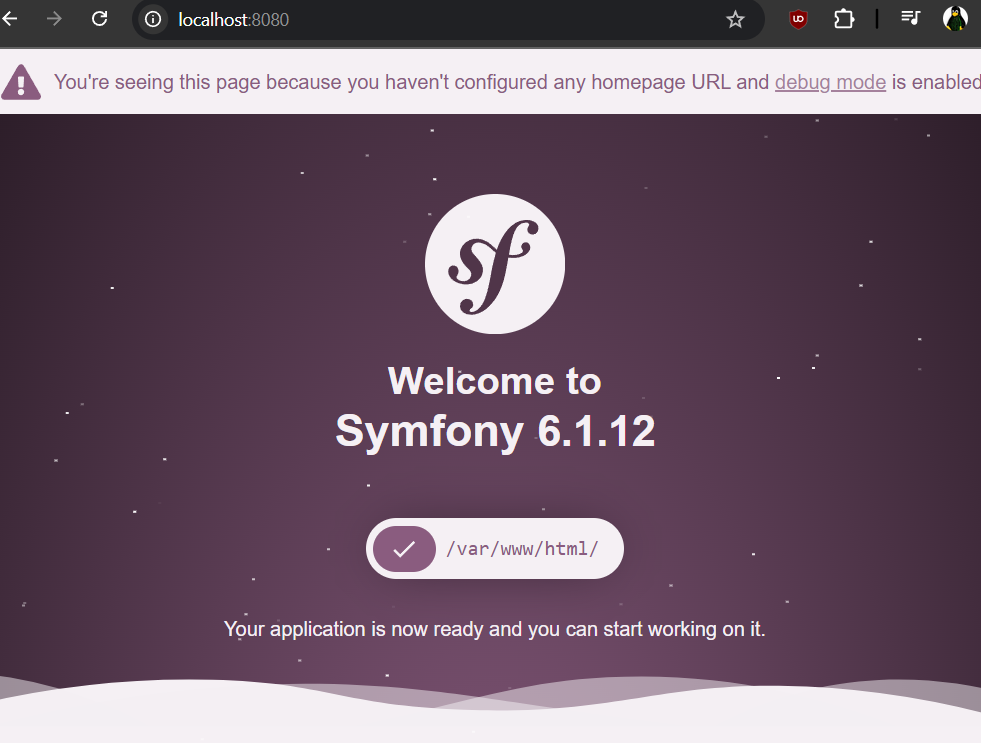 localhost:8080
You're seeing this page because you haven't configured any homepage URL and debug mode is enabled
sf
Welcome to
Symfony 6.1.12
/var/www/html/
Your application is now ready and you can start working on it.